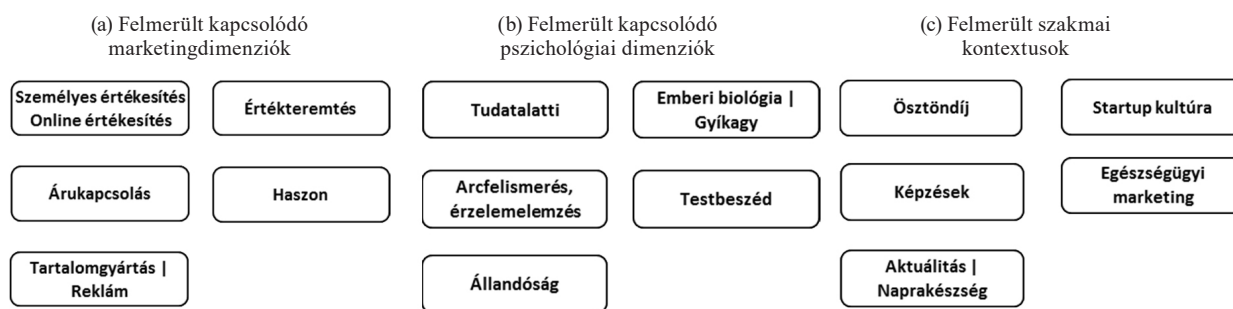 (a) Felmerült kapcsolódó
marketingdimenziók
Személyes értékesítés
Online értékesítés
Értékteremtés
Árukapcsolás
Haszon
Tartalomgyártás |
Reklám
(b) Felmerült kapcsolódó
pszichológiai dimenziók
Tudatalatti
Emberi biológia |
Gyíkagy
Arcfelismerés,
érzelemelemzés
Testbeszéd
Állandóság
(c) Felmerült szakmai
kontextusok
Ösztöndíj
Startup kultúra
Képzések
Egészségügyi
marketing
Aktuálitás |
Naprakészség